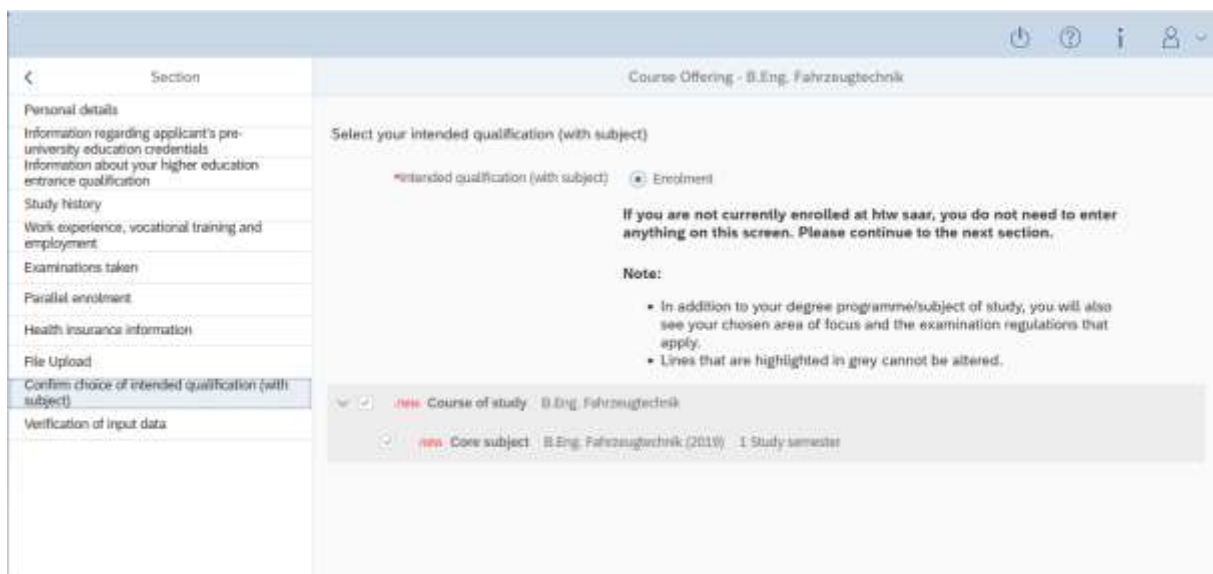 Section
Course Offering - B.Eng. Fahrzeugtechnik
Personal details
Information regarding applicant's pre-
university education credentials
Information about your higher education
entrance qualification
Study history
Work experience, vocational training and
employment
Examinations taken
Parallel enrolment
Health insurance information
File Upload
Confirm choice of intended qualification (with
subject)
Verification of input data
Select your intended qualification (with subject)
*Intended qualification (with subject) Enrolment
If you are not currently enrolled at htw saar, you do not need to enter
anything on this screen. Please continue to the next section.
Note:
• In addition to your degree programme/subject of study, you will also
see your chosen area of focus and the examination regulations that
apply.
• Lines that are highlighted in grey cannot be altered.
new Course of study B.Eng. Fahrzeugtechnik
new Core subject B.Eng. Fahrzeugtechnik (2019) 1 Study semester